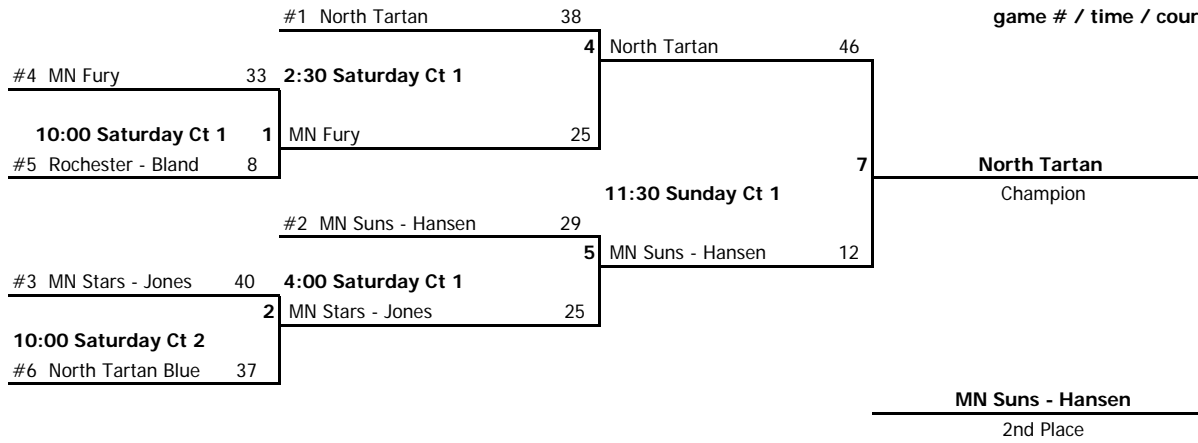 #1 North Tartan 38 game # / time / cour
4 North Tartan 46
#4 MN Fury 33 2:30 Saturday Ct 1
10:00 Saturday Ct 1 1 MN Fury 25
#5 Rochester - Bland 8 7 North Tartan
11:30 Sunday Ct 1 Champion
#2 MN Suns - Hansen 29
5 MN Suns - Hansen 12
#3 MN Stars - Jones 40 4:00 Saturday Ct 1
2 MN Stars - Jones 25
10:00 Saturday Ct 2
#6 North Tartan Blue 37
MN Suns - Hansen
2nd Place